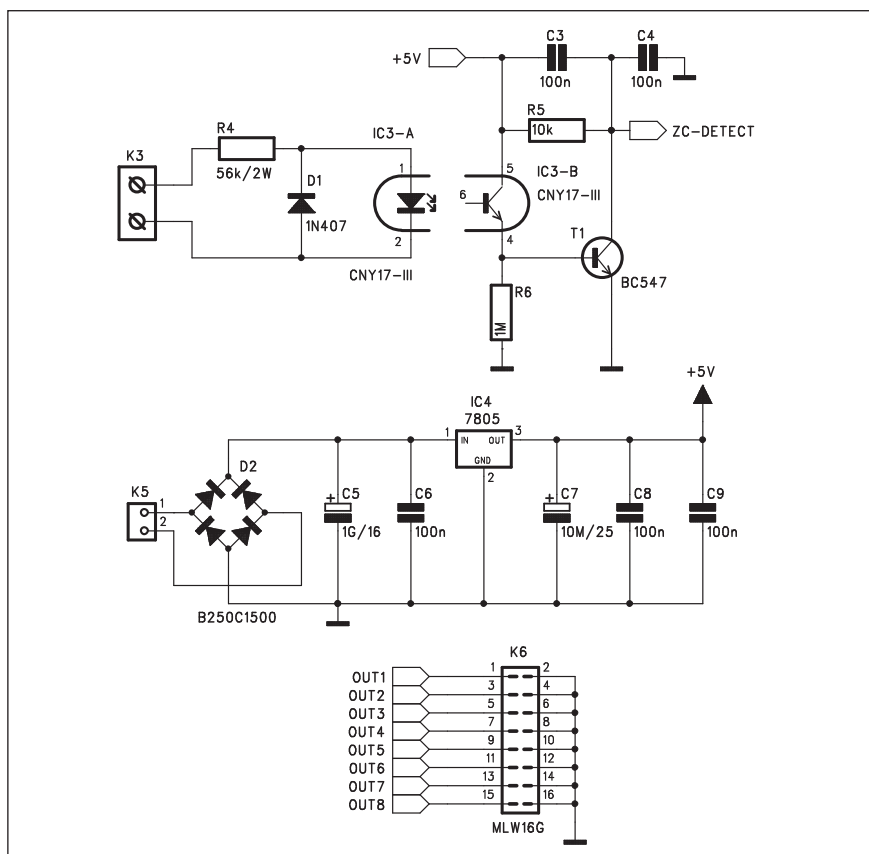 C3
C4
+5V
100n
100n
R5
10k
ZC-DETECT
K3
R4
56k/2W
D1
1N407
IC3-A
1
2
CNY17-III
5
IC3-B
CNY17-III
6
4
T1
BC547
R6
1M
+5V
IC4
7805
1
IN
OUT
3
GND
2
K5
1
2
D2
B250C1500
C5
+
1G/16
C6
100n
C7
+
10M/25
C8
100n
C9
100n
K6
OUT1 1 2
OUT2 3 4
OUT3 5 6
OUT4 7 8
OUT5 9 10
OUT6 11 12
OUT7 13 14
OUT8 15 16
MLW16G